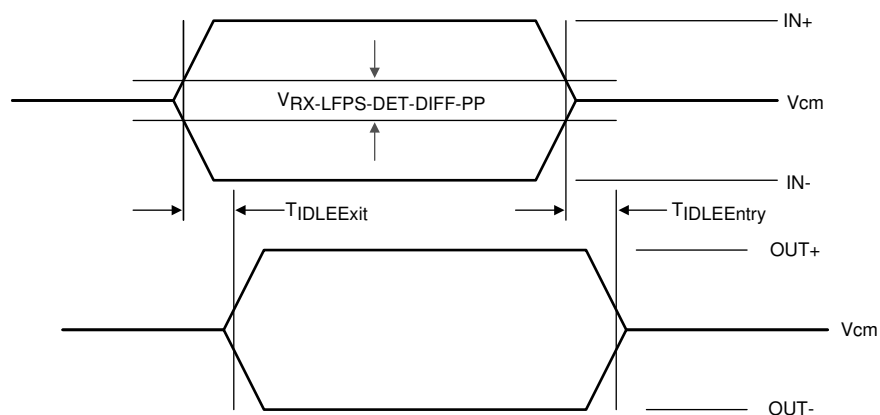 IN+
VRX-LFPS-DET-DIFF-PP
Vcm
IN-
TIDLEExit
TIDLEEntry
OUT+
Vcm
OUT-